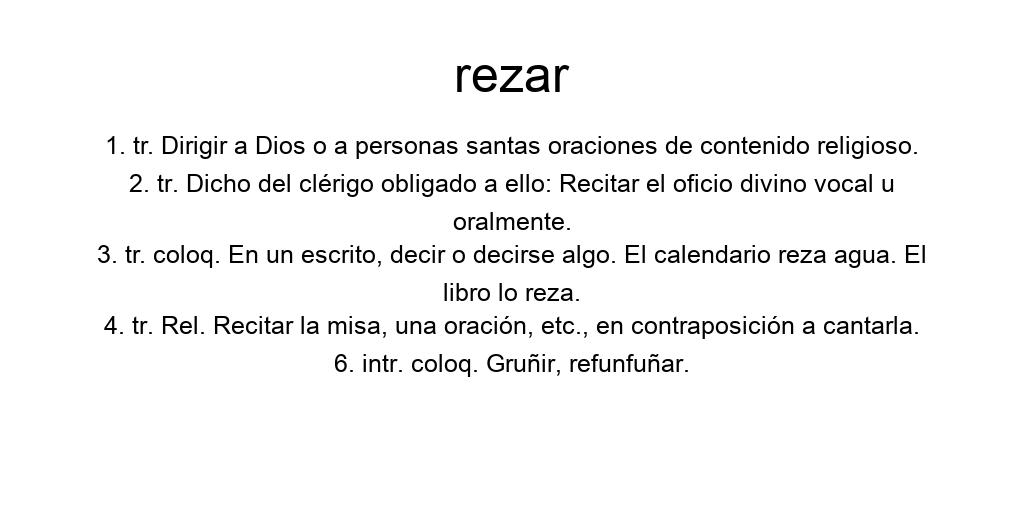 rezar
1. tr. Dirigir a Dios o a personas santas oraciones de contenido religioso.
2. tr. Dicho del clérigo obligado a ello: Recitar el oficio divino vocal u
oralmente.
3. tr. coloq. En un escrito, decir o decirse algo. El calendario reza agua. El
libro lo reza.
4. tr. Rel. Recitar la misa, una oración, etc., en contraposición a cantarla.
6. intr. coloq. Gruñir, refunfuñar.